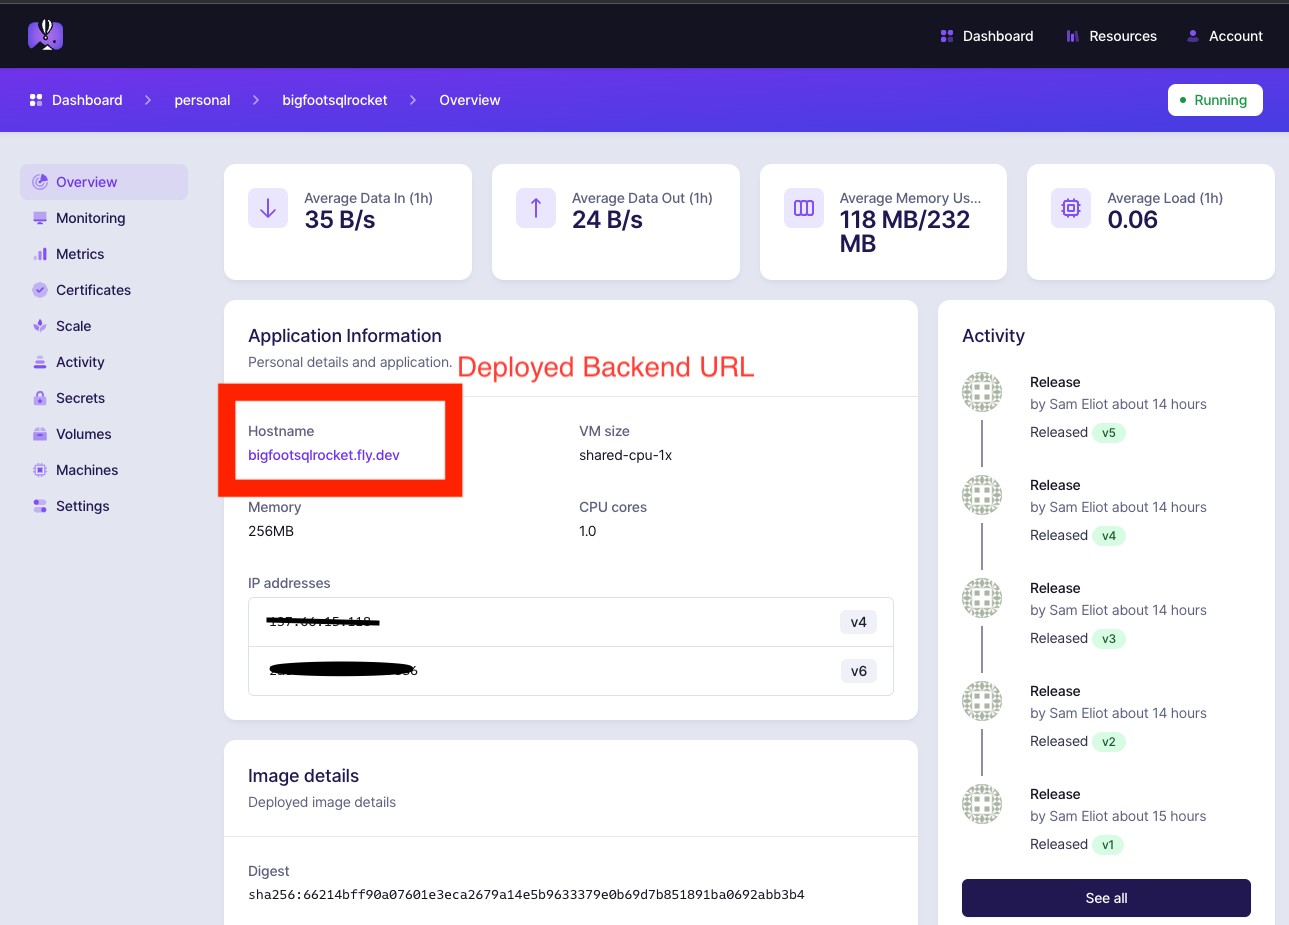 Dashboard
Resources
Account
Dashboard
personal
bigfootsqlrocket
Overview
Running
Overview
Monitoring
Metrics
Certificates
Scale
Activity
Secrets
Volumes
Machines
Settings
Average Data In (1h)
35 B/s
Average Data Out (1h)
24 B/s
Average Memory Us...
118 MB/232
MB
Average Load (1h)
0.06
Application Information
Personal details and application.
Deployed Backend URL
Hostname
bigfootsqlrocket.fly.dev
VM size
shared-cpu-1x
Memory
256MB
CPU cores
1.0
IP addresses
v4
v6
Image details
Deployed image details
Digest
sha256:66214bff90a07601e3eca2679a14e5b9633379e0b69d7b851891ba0692abb3b4
Activity
Release
by Sam Eliot about 14 hours
Released v5
Release
by Sam Eliot about 14 hours
Released v4
Release
by Sam Eliot about 14 hours
Released v3
Release
by Sam Eliot about 14 hours
Released v2
Release
by Sam Eliot about 15 hours
Released v1
See all